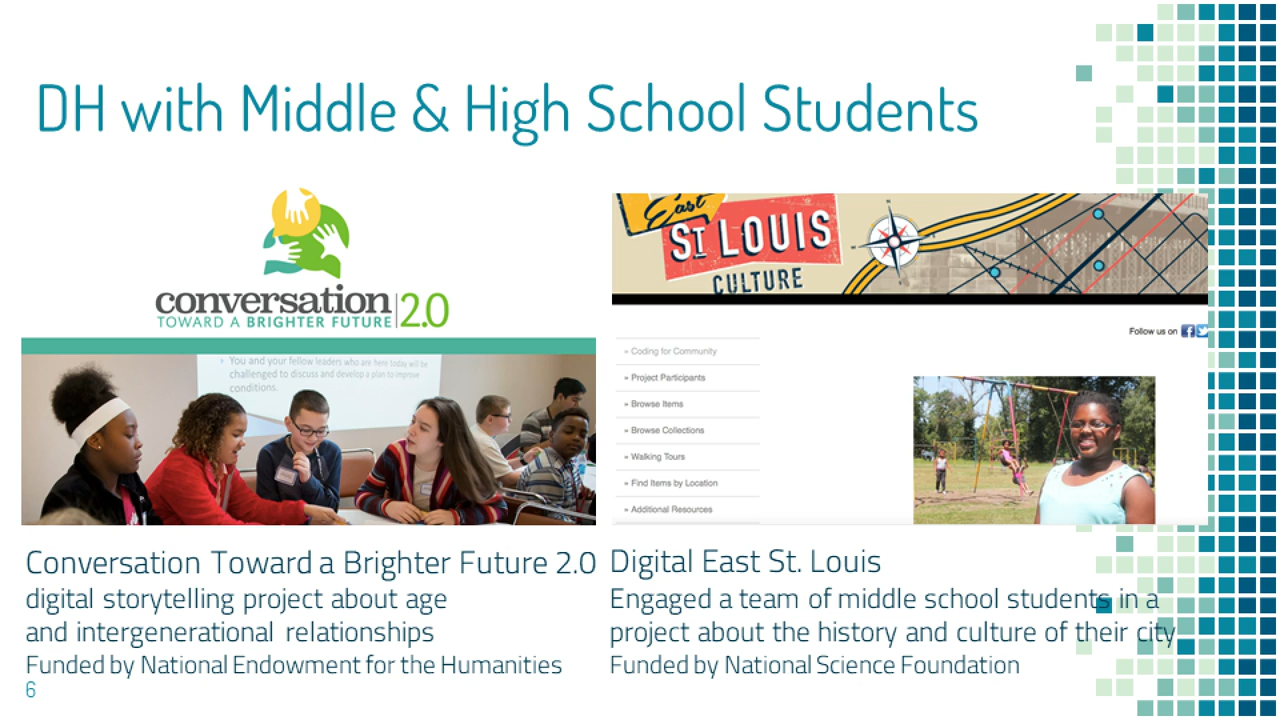 DH with Middle & High School Students
conversation 2.0
TOWARD A BRIGHTER FUTURE
You and your fellow leaders who are here today will be
challenged to discuss and develop a plan to improve
conditions.
East
ST LOUIS
CULTURE
N
Follow us on
» Coding for Community
» Project Participants
» Browse Items
» Browse Collections
» Walking Tours
» Find Items by Location
» Additional Resources
Conversation Toward a Brighter Future 2.0
digital storytelling project about age
and intergenerational relationships
Funded by National Endowment for the Humanities
Digital East St. Louis
Engaged a team of middle school students in a
project about the history and culture of their city
Funded by National Science Foundation
6